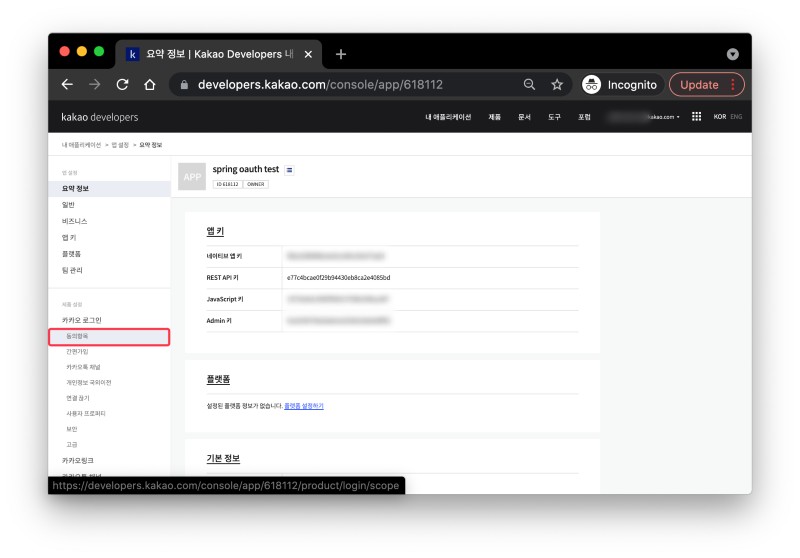 k 요약 정보 | Kakao Developers 내
developers.kakao.com/console/app/618112
Incognito
Update
kakao developers
내 애플리케이션 제품 문서 도구 포럼
kakao.com
KOR ENG
내 애플리케이션 > 앱 설정 > 요약 정보
앱 설정
요약 정보
일반
비즈니스
앱 키
플랫폼
팀 관리
제품 설정
카카오 로그인
동의항목
간편가입
카카오톡 채널
개인정보 국외이전
연결 끊기
사용자 프로퍼티
보안
고급
카카오링크
APP
spring oauth test
ID 618112 OWNER
앱 키
네이티브 앱 키
REST API 키 e77c4bcae0f29b94430eb8ca2e4085bd
JavaScript 키
Admin 키
플랫폼
설정된 플랫폼 정보가 없습니다. 플랫폼 설정하기
기본 정보
https://developers.kakao.com/console/app/618112/product/login/scope